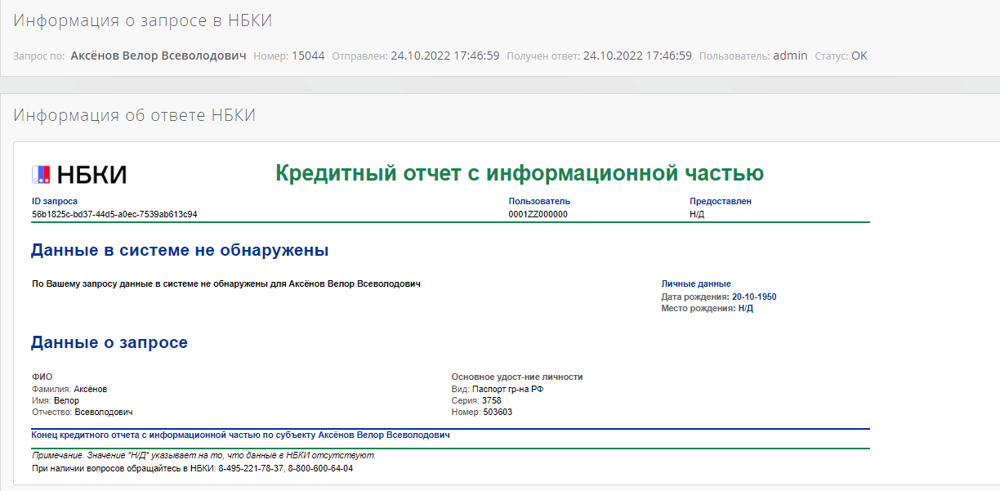 Информация о запросе в НБКИ
Запрос по: Аксёнов Велор Всеволодович Номер: 15044 Отправлен: 24.10.2022 17:46:59 Получен ответ: 24.10.2022 17:46:59 Пользователь: admin Статус: OK
Информация об ответе НБКИ
НБКИ Кредитный отчет с информационной частью
ID запроса Пользователь Предоставлен
56b1825c-bd37-44d5-a0ec-7539ab613c94 0001ZZ000000 Н/Д
Данные в системе не обнаружены
По Вашему запросу данные в системе не обнаружены для Аксёнов Велор Всеволодович Личные данные
Дата рождения: 20-10-1950
Место рождения: Н/Д
Данные о запросе
ФИО Основное удост-ние личности
Фамилия: Аксёнов Вид: Паспорт гр-на РФ
Имя: Велор Серия: 3758
Отчество: Всеволодович Номер: 503603
Конец кредитного отчета с информационной частью по субъекту Аксёнов Велор Всеволодович
Примечание. Значение "Н/Д" указывает на то, что данные в НБКИ отсутствуют.
При наличии вопросов обращайтесь в НБКИ: 8-495-221-78-37, 8-800-600-64-04